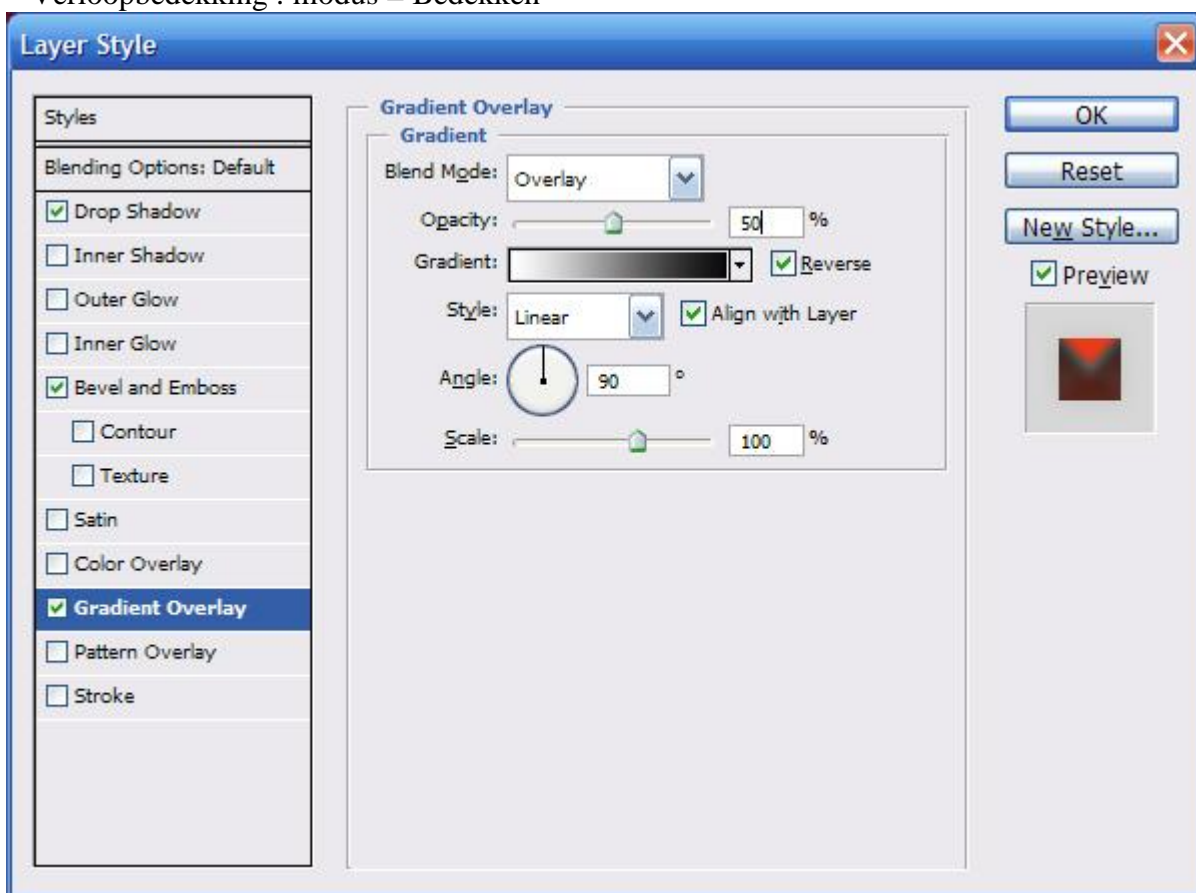 Verloopbedekking : modus = Bedekken
Layer Style
Styles
Blending Options: Default
Drop Shadow
Inner Shadow
Outer Glow
Inner Glow
Bevel and Emboss
Contour
Texture
Satin
Color Overlay
Gradient Overlay
Pattern Overlay
Stroke
Gradient Overlay
Gradient
Blend Mode: Overlay
Opacity: 50 %
Gradient: Reverse
Style: Linear Align with Layer
Angle: 90 °
Scale: 100 %
OK
Reset
New Style...
Preview